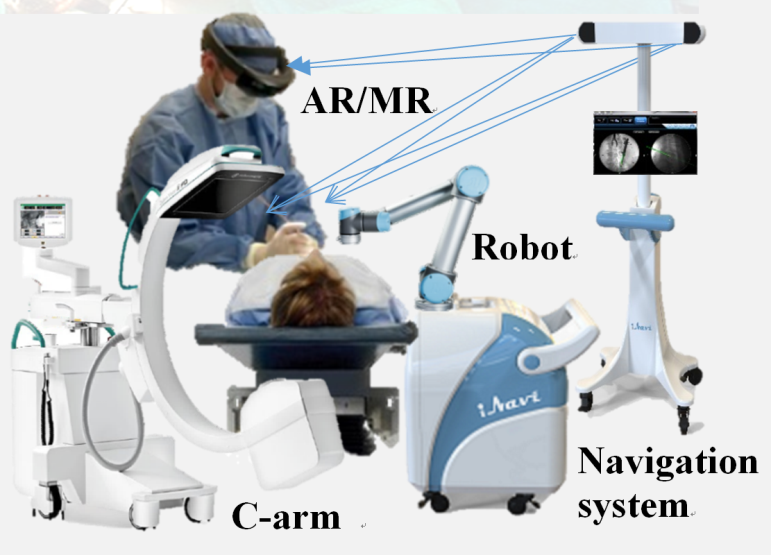 AR/MR
Robot
iNavi
iNavi
Navigation
system
C-arm